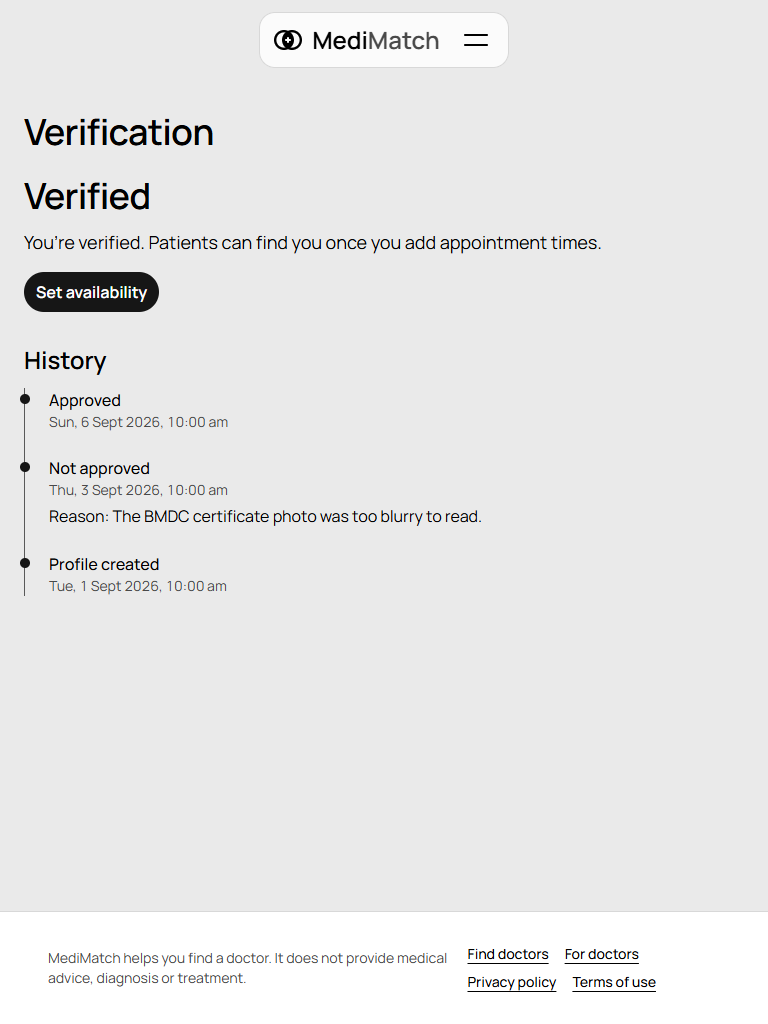 MediMatch
Verification
Verified
You're verified. Patients can find you once you add appointment times.
Set availability
History
Approved
Sun, 6 Sept 2026, 10:00 am
Not approved
Thu, 3 Sept 2026, 10:00 am
Reason: The BMDC certificate photo was too blurry to read.
Profile created
Tue, 1 Sept 2026, 10:00 am
MediMatch helps you find a doctor. It does not provide medical
advice, diagnosis or treatment.
Find doctors For doctors
Privacy policy Terms of use